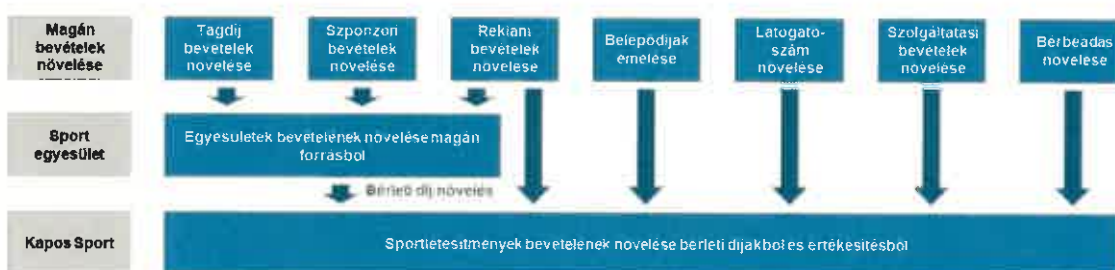 Magán
bevételek
növelése
Tagdíj
bevételek
növelése
Szponzori
bevételek
növelése
Reklám
bevételek
növelése
Belépődíjak
emelése
Látogató-
szám
növelése
Szolgáltatási
bevételek
növelése
Bérbeadás
növelése
Sport
egyesület
Egyesületek bevételének növelése magán
forrásból
Bérleti díj növelés
Kapos Sport
Sportlétesítmények bevételének növelése bérleti díjakból és értékesítésből